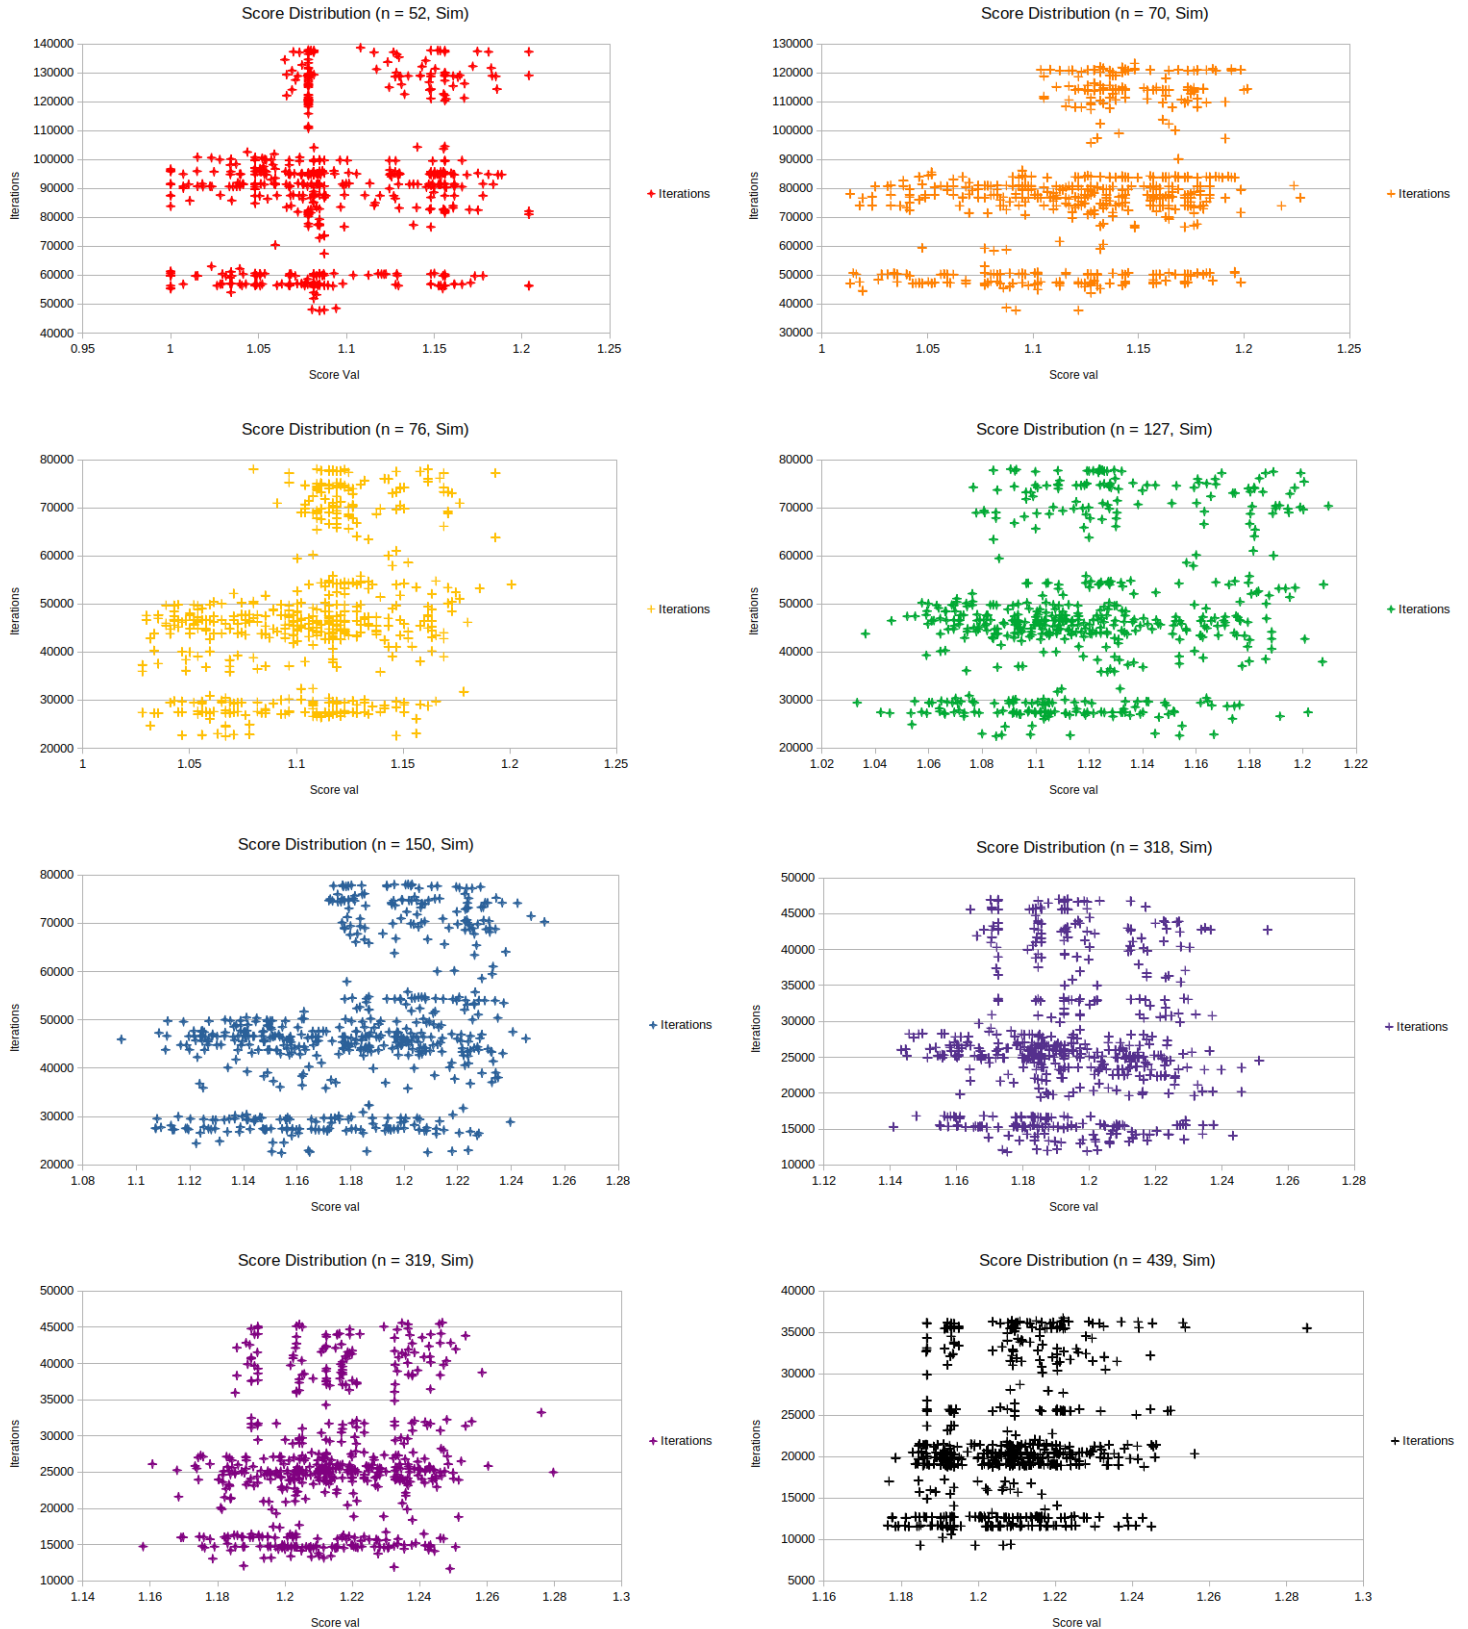 Score Distribution (n = 52, Sim)
140000
130000
120000
110000
100000
90000
80000
70000
60000
50000
40000
0.95 1 1.05 1.1 1.15 1.2 1.25
Iterations
Score Val
Iterations
Score Distribution (n = 70, Sim)
130000
120000
110000
100000
90000
80000
70000
60000
50000
40000
30000
1 1.05 1.1 1.15 1.2 1.25
Iterations
Score val
Iterations
Score Distribution (n = 76, Sim)
80000
70000
60000
50000
40000
30000
20000
1 1.05 1.1 1.15 1.2 1.25
Iterations
Score val
Iterations
Score Distribution (n = 127, Sim)
80000
70000
60000
50000
40000
30000
20000
1.02 1.04 1.06 1.08 1.1 1.12 1.14 1.16 1.18 1.2 1.22
Iterations
Score val
Iterations
Score Distribution (n = 150, Sim)
80000
70000
60000
50000
40000
30000
20000
1.08 1.1 1.12 1.14 1.16 1.18 1.2 1.22 1.24 1.26 1.28
Iterations
Score val
Iterations
Score Distribution (n = 318, Sim)
50000
45000
40000
35000
30000
25000
20000
15000
10000
1.12 1.14 1.16 1.18 1.2 1.22 1.24 1.26 1.28
Iterations
Score val
Iterations
Score Distribution (n = 319, Sim)
50000
45000
40000
35000
30000
25000
20000
15000
10000
1.14 1.16 1.18 1.2 1.22 1.24 1.26 1.28 1.3
Iterations
Score val
Iterations
Score Distribution (n = 439, Sim)
40000
35000
30000
25000
20000
15000
10000
5000
1.16 1.18 1.2 1.22 1.24 1.26 1.28 1.3
Iterations
Score val
Iterations